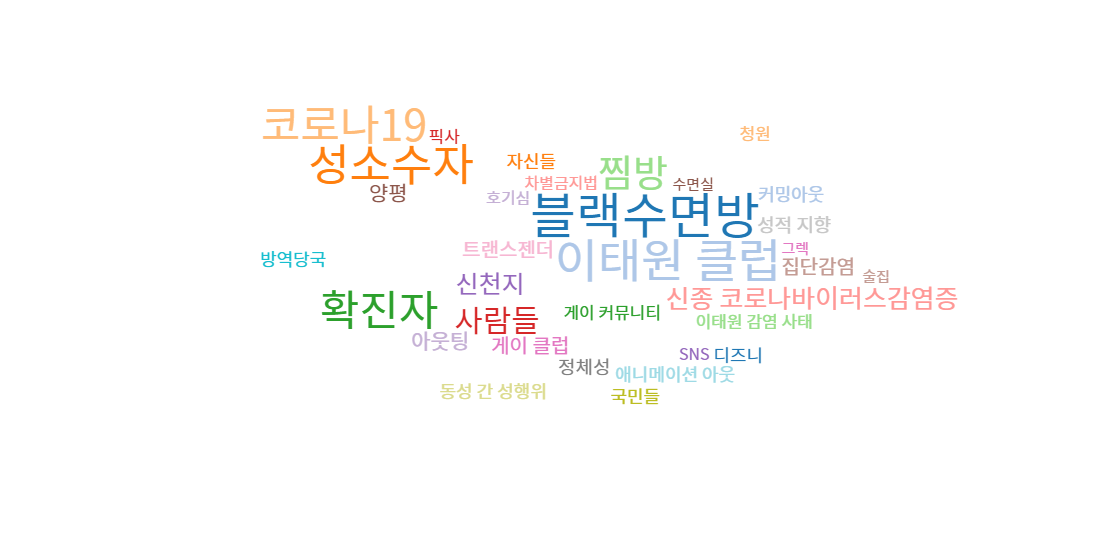 코로나19
픽사
청원
성소수자
자신들
찜방
양평
차별금지법
수면실
호기심
커밍아웃
블랙수면방
성적 지향
트랜스젠더
이태원 클럽
그렉
방역당국
집단감염
신천지
술집
확진자
신종 코로나바이러스감염증
사람들
게이 커뮤니티
이태원 감염 사태
아웃팅
게이 클럽
SNS
디즈니
정체성
애니메이션 아웃
동성 간 성행위
국민들